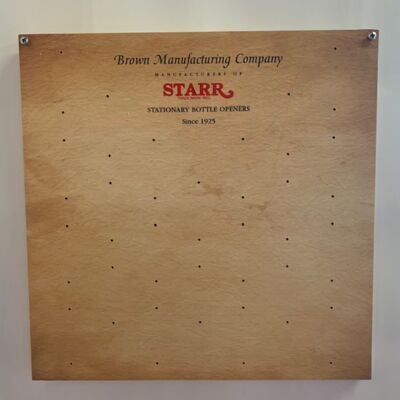 Brown Manufacturing Company
MANUFACTURERS OF
STARR
STATIONARY BOTTLE OPENERS
Since 1925